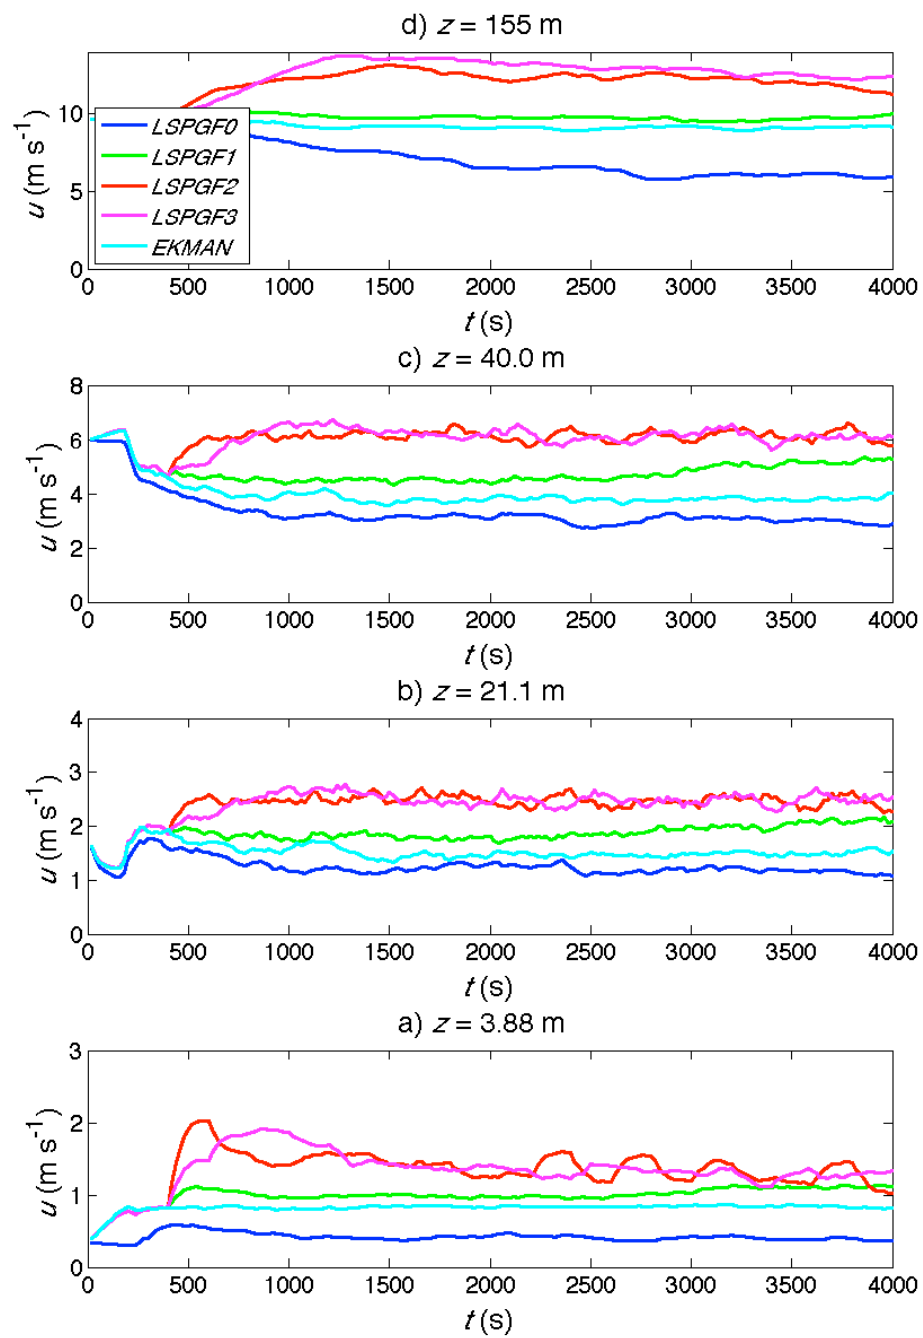 d) z = 155 m
10
5
0
u (m s⁻¹)
LSPGF0
LSPGF1
LSPGF2
LSPGF3
EKMAN
0 500 1000 1500 2000 2500 3000 3500 4000
t (s)
c) z = 40.0 m
8
6
4
2
0
u (m s⁻¹)
0 500 1000 1500 2000 2500 3000 3500 4000
t (s)
b) z = 21.1 m
4
3
2
1
0
u (m s⁻¹)
0 500 1000 1500 2000 2500 3000 3500 4000
t (s)
a) z = 3.88 m
3
2
1
0
u (m s⁻¹)
0 500 1000 1500 2000 2500 3000 3500 4000
t (s)